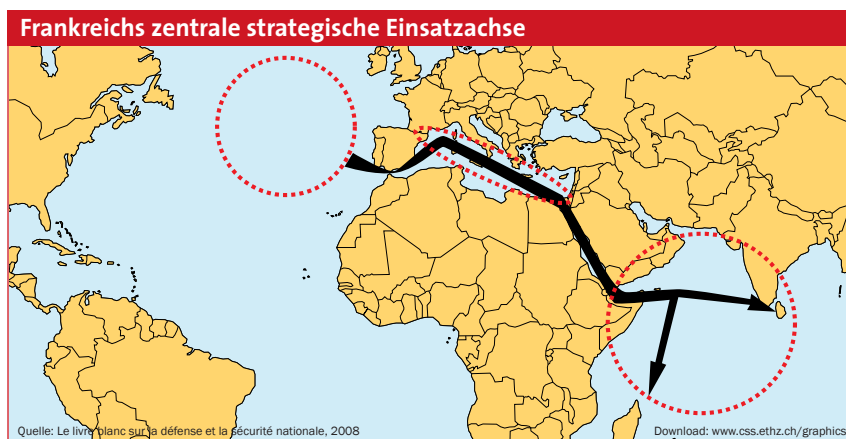 Frankreichs zentrale strategische Einsatzachse
Quelle: Le livre blanc sur la défense et la sécurité nationale, 2008
Download: www.css.ethz.ch/graphics